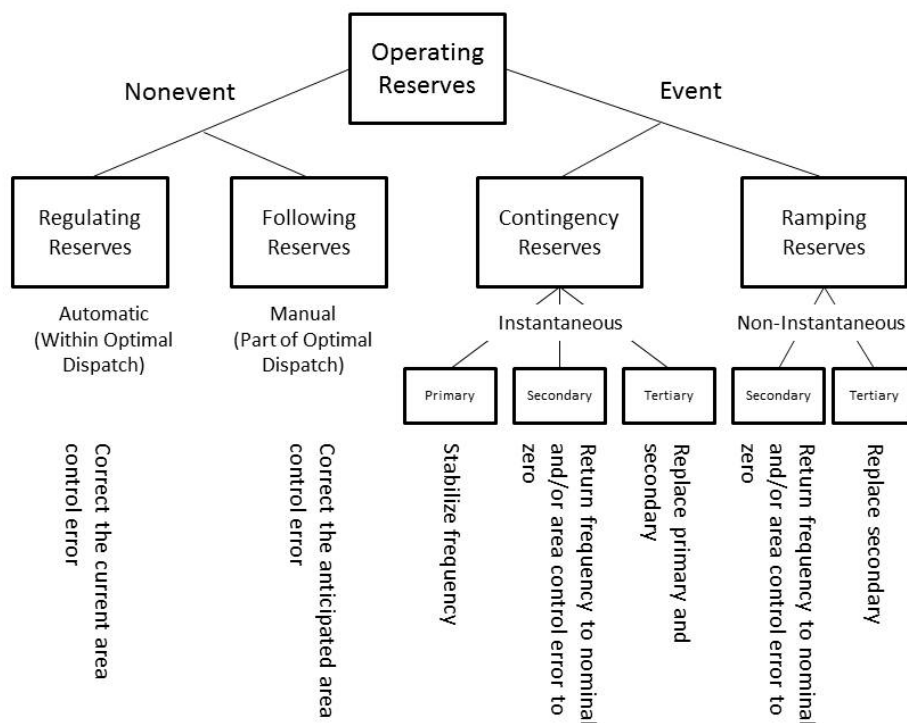 Operating
Reserves
Nonevent
Event
Regulating
Reserves
Following
Reserves
Contingency
Reserves
Ramping
Reserves
Automatic
(Within Optimal
Dispatch)
Manual
(Part of Optimal
Dispatch)
Instantaneous
Non-Instantaneous
Primary
Secondary
Tertiary
Secondary
Tertiary
Correct the current area
control error
Correct the anticipated area
control error
Stabilize frequency
Return frequency to nominal
and/or area control error to
zero
Replace primary and
secondary
Return frequency to nominal
and/or area control error to
zero
Replace secondary